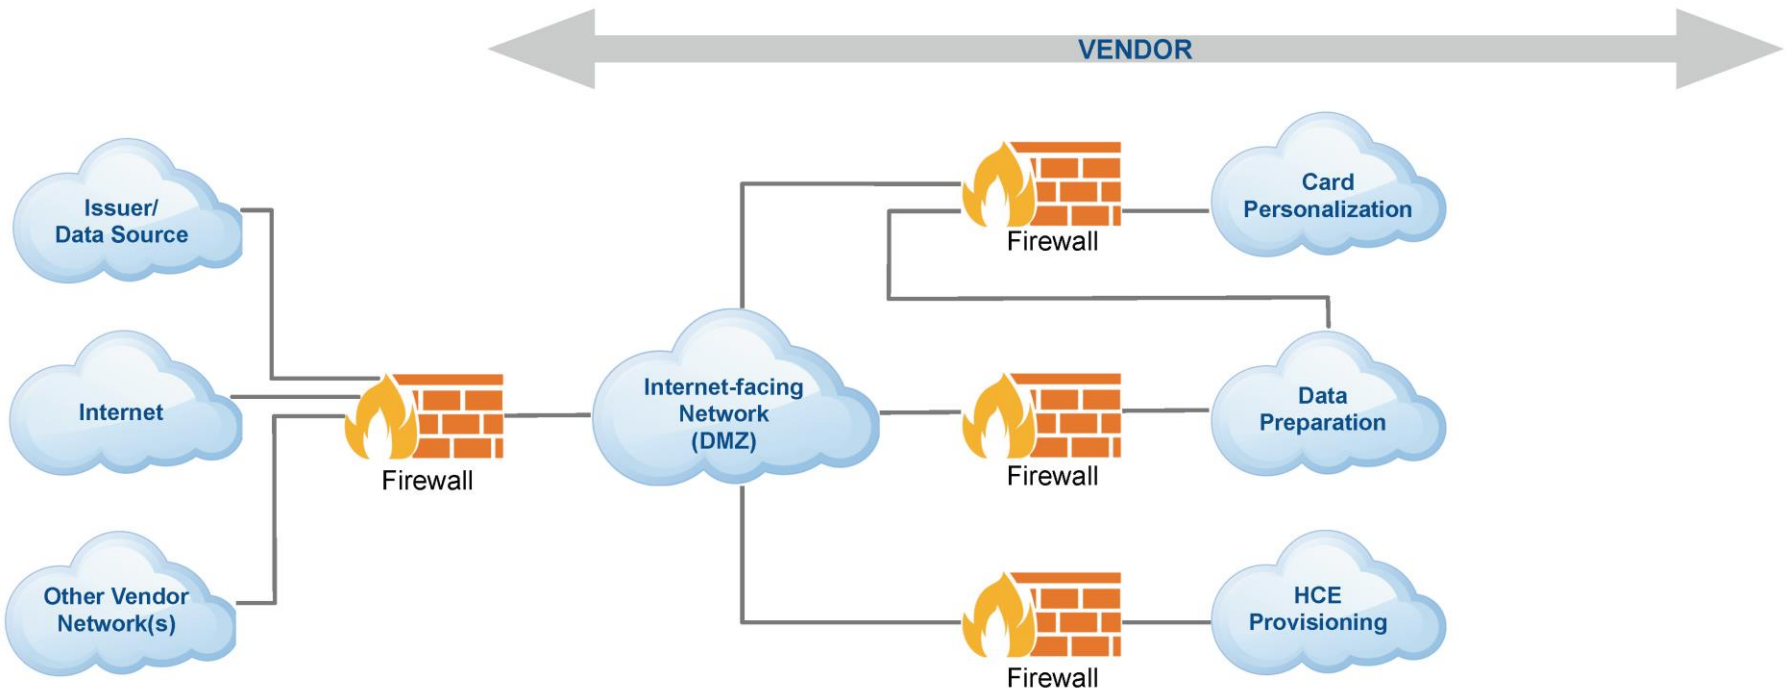 VENDOR
Issuer/
Data Source
Internet
Other Vendor
Network(s)
Firewall
Internet-facing
Network
(DMZ)
Firewall
Card
Personalization
Firewall
Data
Preparation
Firewall
HCE
Provisioning